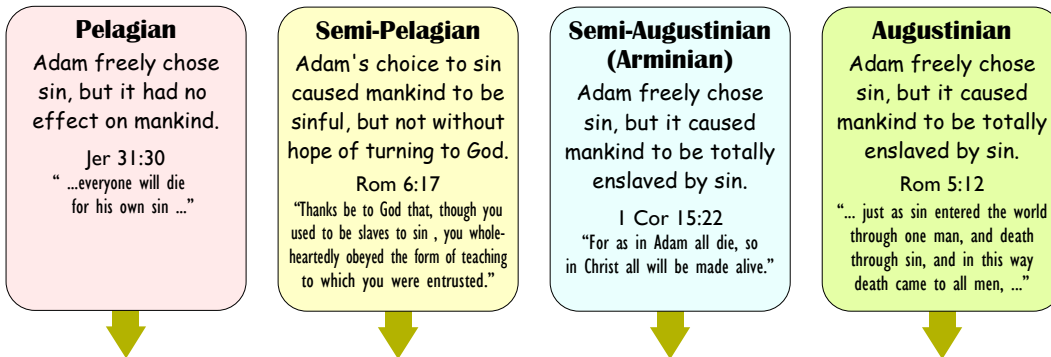 Pelagian
Adam freely chose
sin, but it had no
effect on mankind.
Jer 31:30
“ ...everyone will die
for his own sin ...”
Semi-Pelagian
Adam's choice to sin
caused mankind to be
sinful, but not without
hope of turning to God.
Rom 6:17
“Thanks be to God that, though you
used to be slaves to sin , you whole-
heartedly obeyed the form of teaching
to which you were entrusted.”
Semi-Augustinian
(Arminian)
Adam freely chose
sin, but it caused
mankind to be totally
enslaved by sin.
1 Cor 15:22
“For as in Adam all die, so
in Christ all will be made alive.”
Augustinian
Adam freely chose
sin, but it caused
mankind to be totally
enslaved by sin.
Rom 5:12
“... just as sin entered the world
through one man, and death
through sin, and in this way
death came to all men, ...”